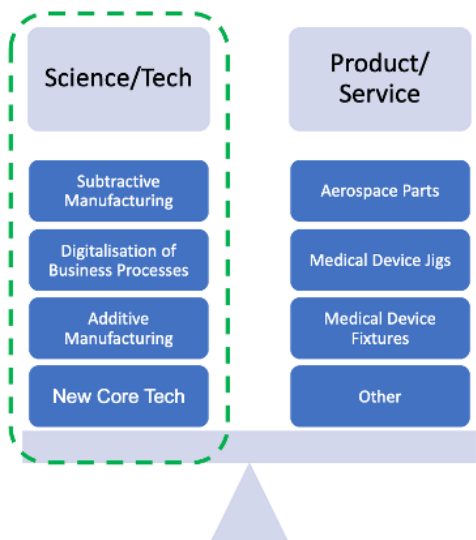 Science/Tech
Subtractive
Manufacturing
Digitalisation of
Business Processes
Additive
Manufacturing
New Core Tech
Product/
Service
Aerospace Parts
Medical Device Jigs
Medical Device
Fixtures
Other